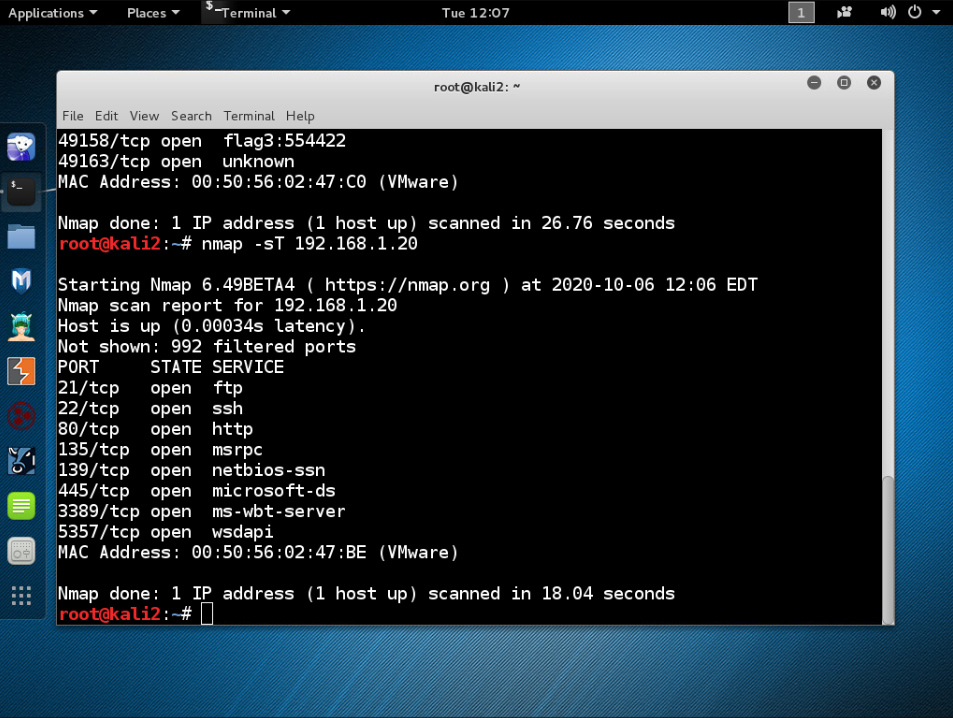 Applications Places Terminal Tue 12:07 1
root@kali2: ~
File Edit View Search Terminal Help
49158/tcp open  flag3:554422
49163/tcp open  unknown
MAC Address: 00:50:56:02:47:C0 (VMware)
Nmap done: 1 IP address (1 host up) scanned in 26.76 seconds
root@kali2:~# nmap -sT 192.168.1.20
Starting Nmap 6.49BETA4 ( https://nmap.org ) at 2020-10-06 12:06 EDT
Nmap scan report for 192.168.1.20
Host is up (0.00034s latency).
Not shown: 992 filtered ports
PORT     STATE SERVICE
21/tcp   open  ftp
22/tcp   open  ssh
80/tcp   open  http
135/tcp  open  msrpc
139/tcp  open  netbios-ssn
445/tcp  open  microsoft-ds
3389/tcp open  ms-wbt-server
5357/tcp open  wsdapi
MAC Address: 00:50:56:02:47:BE (VMware)
Nmap done: 1 IP address (1 host up) scanned in 18.04 seconds
root@kali2:~#